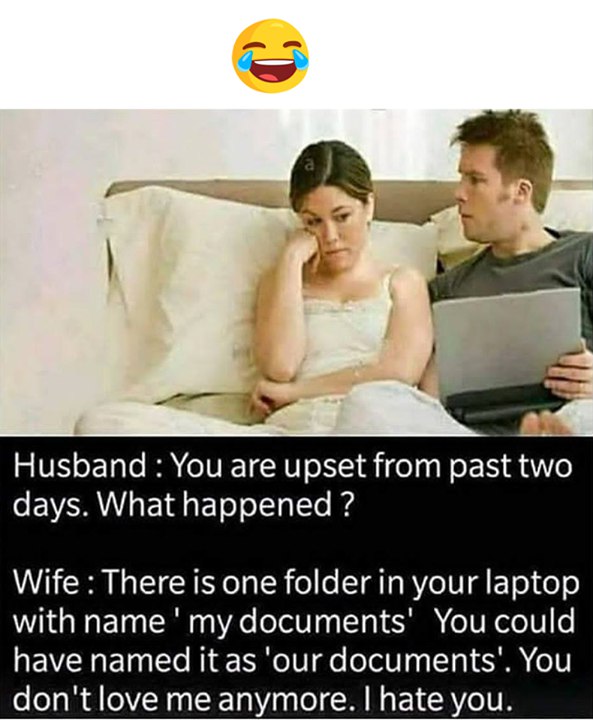 Husband : You are upset from past two
days. What happened ?
Wife : There is one folder in your laptop
with name ' my documents'  You could
have named it as 'our documents'. You
don't love me anymore. I hate you.